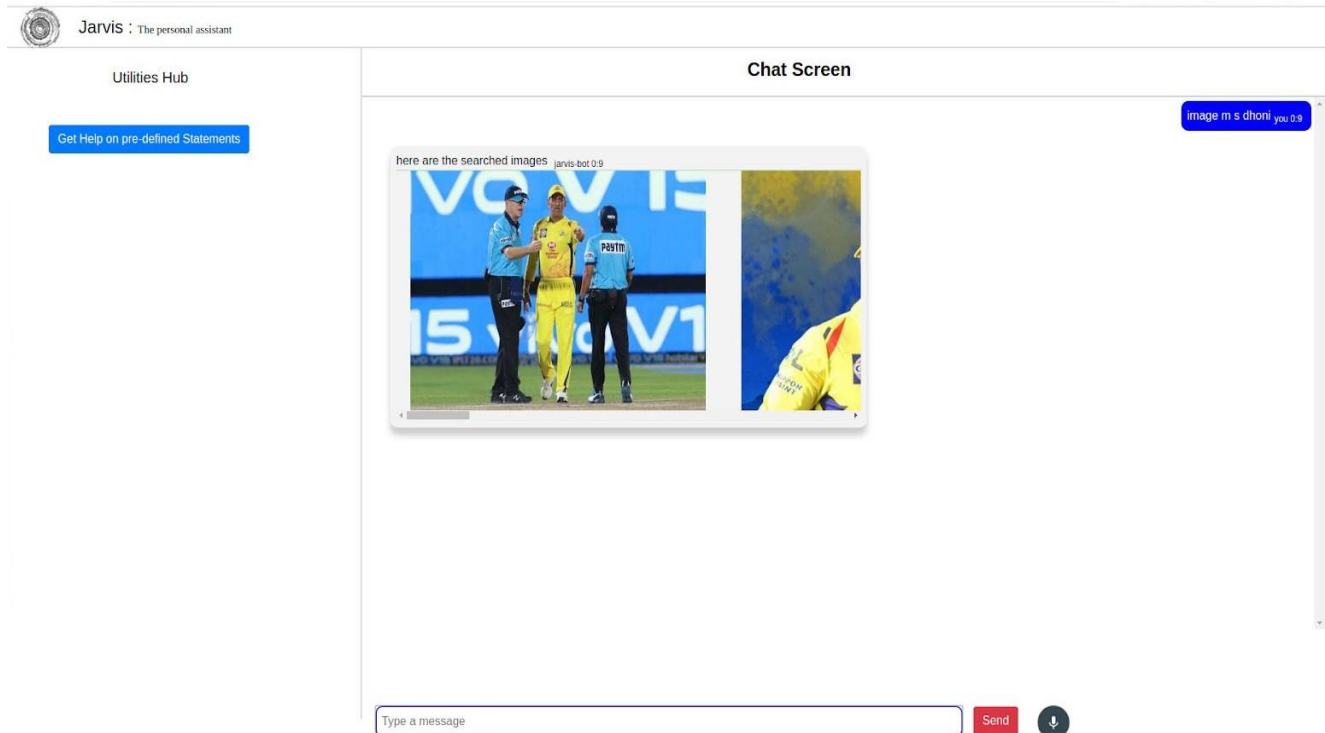 Jarvis : The personal assistant
Utilities Hub
Get Help on pre-defined Statements
Chat Screen
image m s dhoni you 0:9
here are the searched images jarvis-bot 0:9
VO V 15
Paytm
15 vivo V1
Type a message
Send